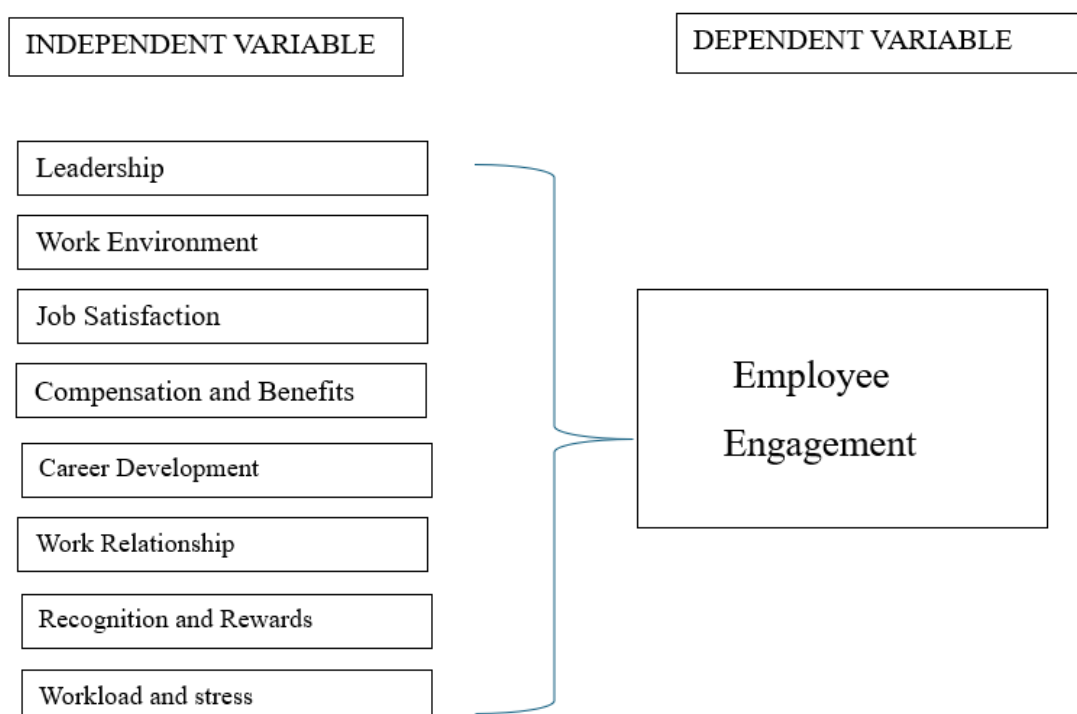 INDEPENDENT VARIABLE
DEPENDENT VARIABLE
Leadership
Work Environment
Job Satisfaction
Compensation and Benefits
Career Development
Work Relationship
Recognition and Rewards
Workload and stress
Employee
Engagement